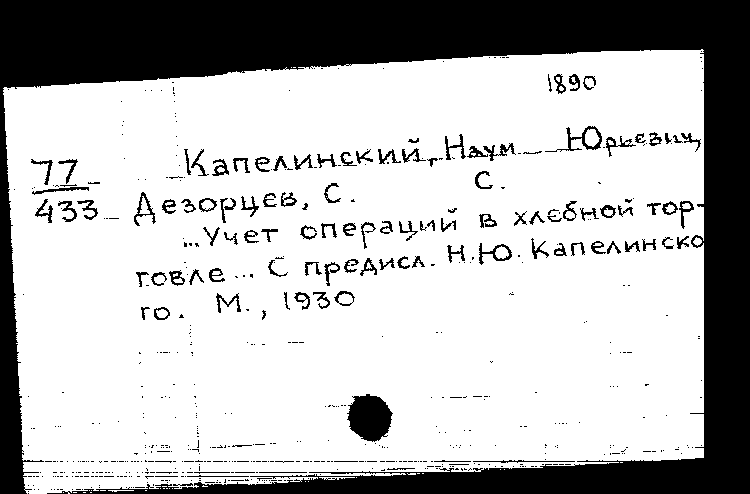 1890
77 Капелинский, Наум Юрьевич,
433 Дезорцев, С. С.
... Учет операций в хлебной тор-
говле ... С предисл. Н.Ю. Капелинско
го. М., 1930